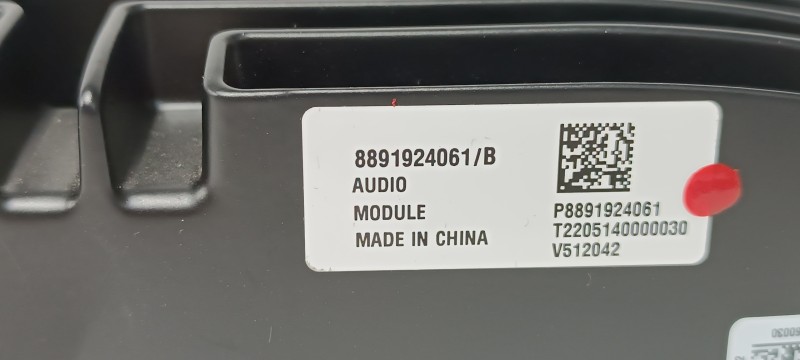 8891924061/B
AUDIO
MODULE
MADE IN CHINA
P8891924061
T2205140000030
V512042